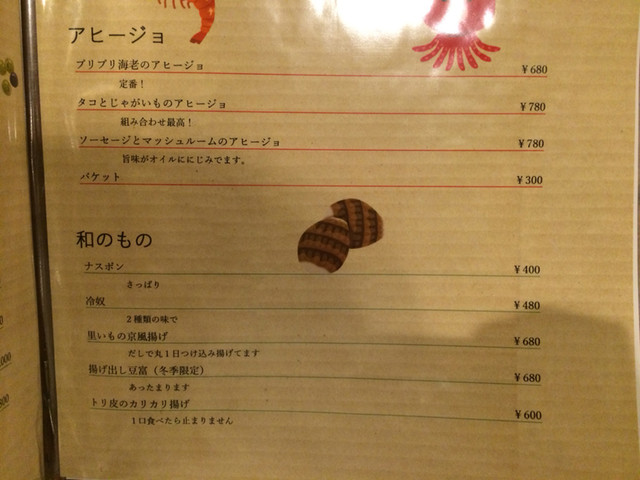 アヒージョ
プリプリ海老のアヒージョ ¥680
定番！
タコとじゃがいものアヒージョ ¥780
組み合わせ最高！
ソーセージとマッシュルームのアヒージョ ¥780
旨味がオイルににじみでます。
バケット ¥300
和のもの
ナスポン ¥400
さっぱり
冷奴 ¥480
２種類の味で
里いもの京風揚げ ¥680
だしで丸１日つけ込み揚げてます
揚げ出し豆富（冬季限定） ¥680
あったまります
トリ皮のカリカリ揚げ ¥600
１口食べたら止まりません